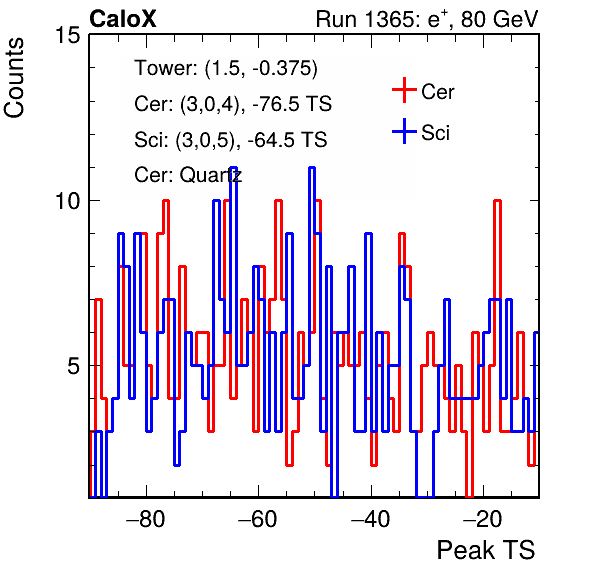 CaloX Run 1365: e⁺, 80 GeV
Counts
15
Tower: (1.5, -0.375)
Cer: (3,0,4), -76.5 TS
Sci: (3,0,5), -64.5 TS
Cer: Quartz
Cer
Sci
10
5
−80 −60 −40 −20
Peak TS